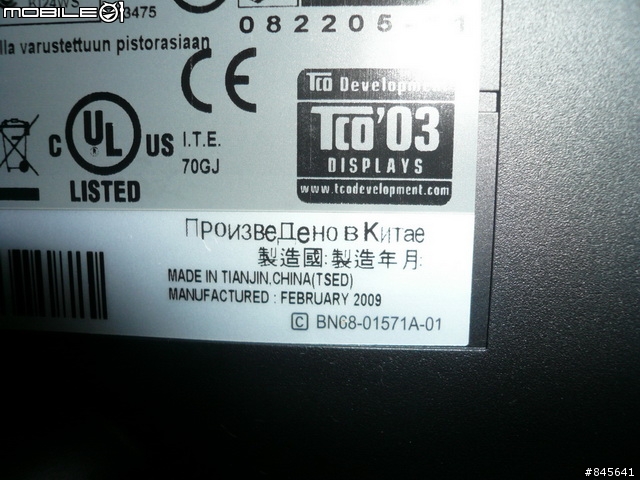 MOBILE01
3475
082205
lla varustettuun pistorasiaan
CE
TCO Development
TCO'03
DISPLAYS
www.tcodevelopment.com
C UL US
LISTED
I.T.E.
70GJ
Произведено в Китае
製造國: 製造年月:
MADE IN TIANJIN.CHINA(TSED)
MANUFACTURED : FEBRUARY 2009
C BN68-01571A-01
#845641